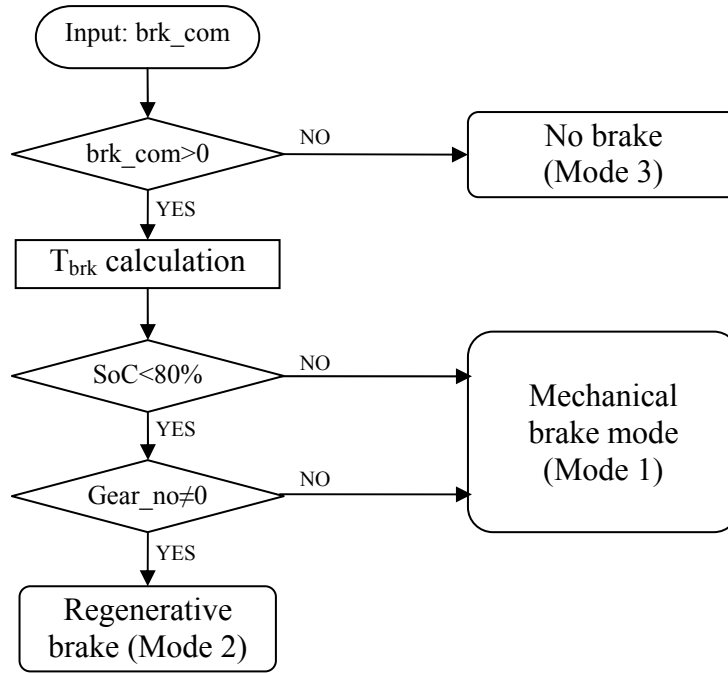 Input: brk_com
brk_com>0
NO
No brake
(Mode 3)
YES
T_brk calculation
SoC<80%
NO
Mechanical
brake mode
(Mode 1)
YES
Gear_no≠0
NO
YES
Regenerative
brake (Mode 2)